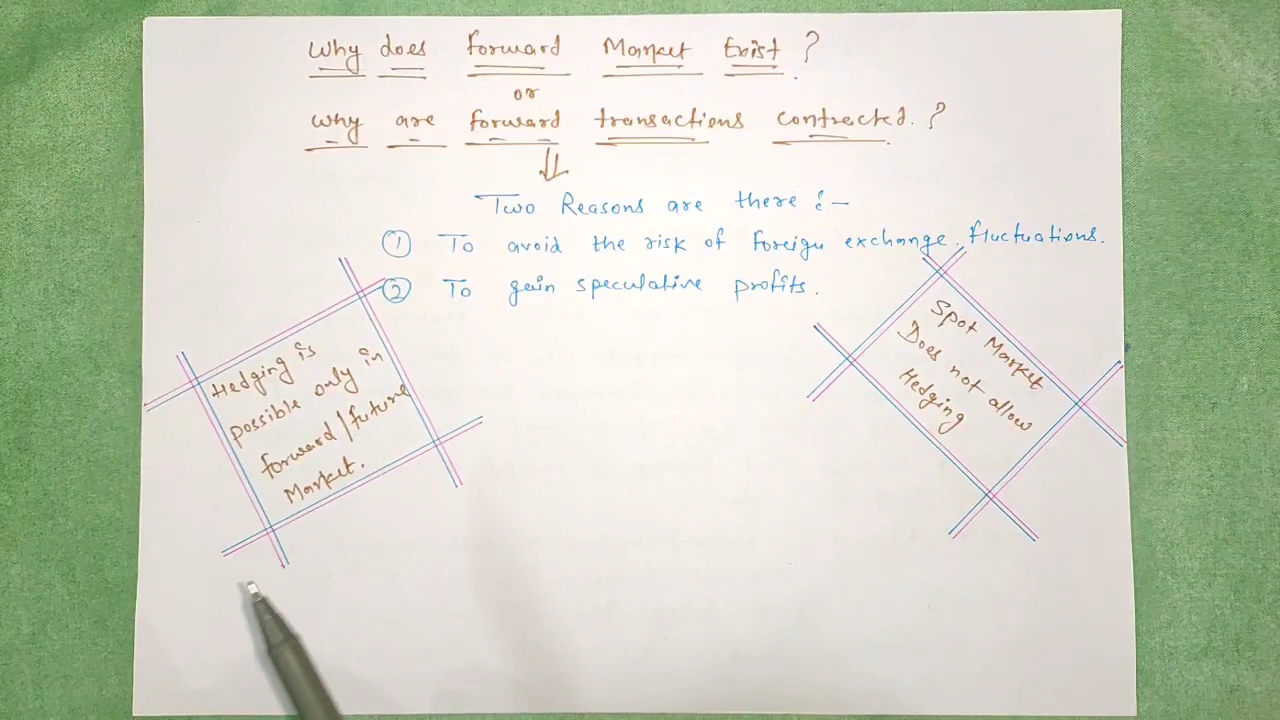 Why does forward Market Exist ?
or
why are forward transactions contracted. ?
Two Reasons are there :-
① To avoid the risk of Foreign exchange fluctuations.
② To gain speculative profits.
Hedging is
possible only in
forward/future
Market.
Spot Market
Does not allow
Hedging